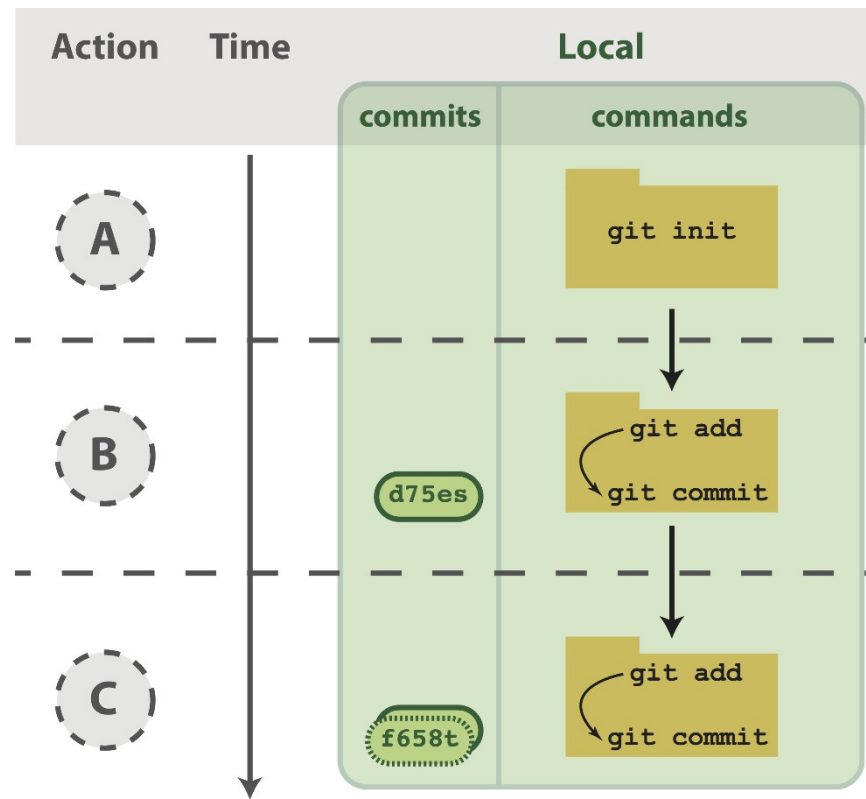 Action Time Local
commits commands
A
git init
B
git add
d75es
git commit
C
git add
f658t
git commit